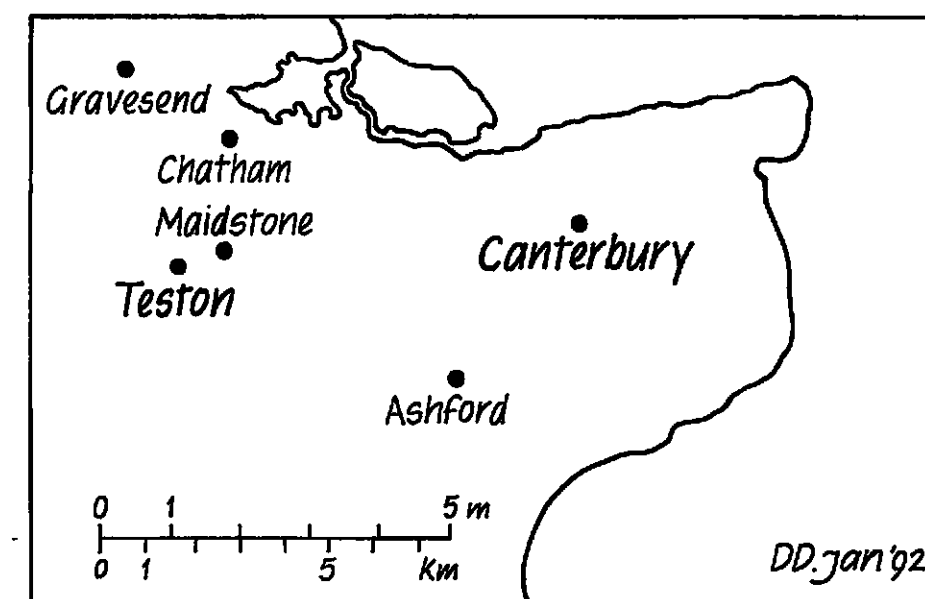 Gravesend
Chatham
Maidstone
Canterbury
Teston
Ashford
0 1 5 m
0 1 5 Km
DD. Jan '92